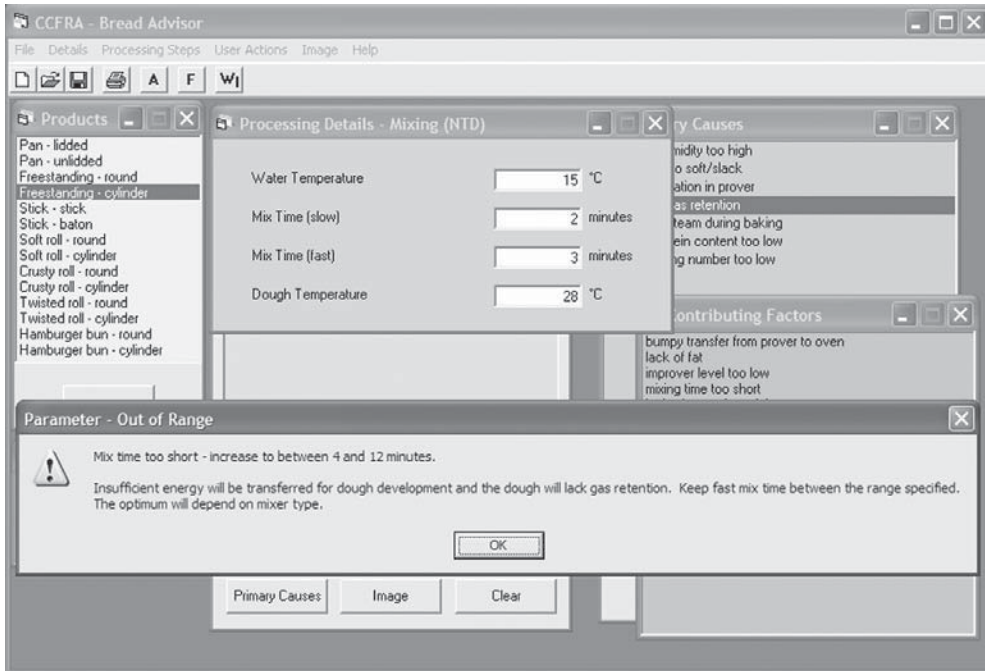 CCFRA - Bread Advisor
File Details Processing Steps User Actions Image Help
A F WI
Products
Pan - lidded
Pan - unlidded
Freestanding - round
Freestanding - cylinder
Stick - stick
Stick - baton
Soft roll - round
Soft roll - cylinder
Crusty roll - round
Crusty roll - cylinder
Twisted roll - round
Twisted roll - cylinder
Hamburger bun - round
Hamburger bun - cylinder
Processing Details - Mixing (NTD)
Water Temperature 15 °C
Mix Time (slow) 2 minutes
Mix Time (fast) 3 minutes
Dough Temperature 28 °C
ry Causes
midity too high
o soft/slack
ation in prover
as retention
team during baking
ein content too low
ng number too low
Contributing Factors
bumpy transfer from prover to oven
lack of fat
improver level too low
mixing time too short
Parameter - Out of Range
Mix time too short - increase to between 4 and 12 minutes.
Insufficient energy will be transferred for dough development and the dough will lack gas retention. Keep fast mix time between the range specified.
The optimum will depend on mixer type.
OK
Primary Causes Image Clear